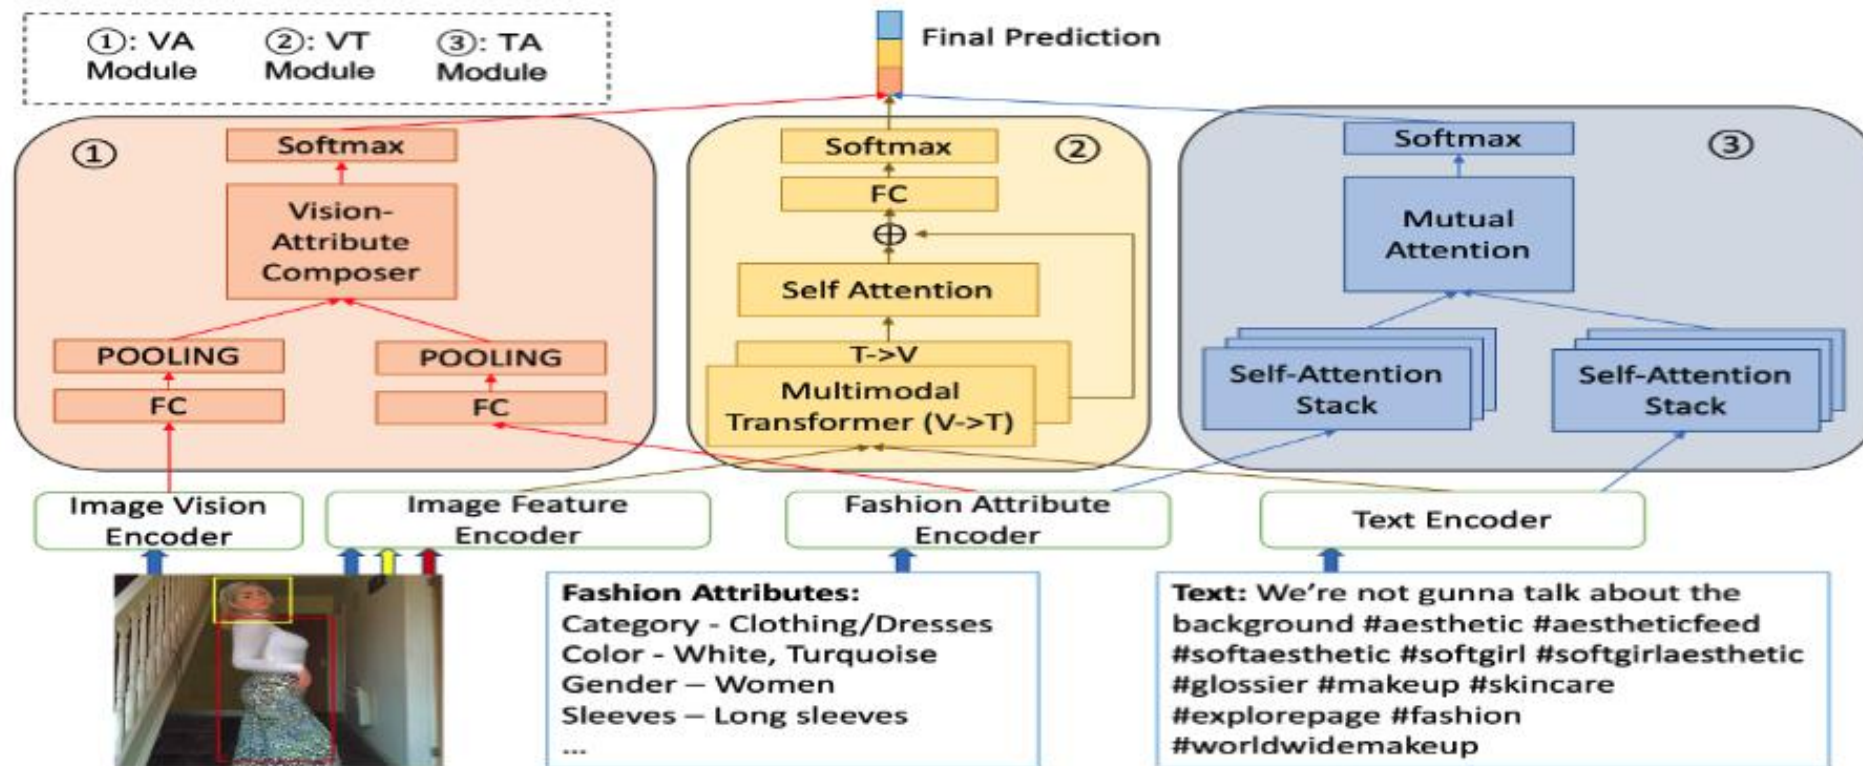 ①: VA Module
②: VT Module
③: TA Module
Final Prediction
①
Softmax
Vision-
Attribute
Composer
POOLING
POOLING
FC
FC
②
Softmax
FC
Self Attention
T->V
Multimodal
Transformer (V->T)
③
Softmax
Mutual
Attention
Self-Attention
Stack
Self-Attention
Stack
Image Vision
Encoder
Image Feature
Encoder
Fashion Attribute
Encoder
Text Encoder
Fashion Attributes:
Category - Clothing/Dresses
Color - White, Turquoise
Gender – Women
Sleeves – Long sleeves
...
Text: We're not gunna talk about the
background #aesthetic #aestheticfeed
#softaesthetic #softgirl #softgirlaesthetic
#glossier #makeup #skincare
#explorepage #fashion
#worldwidemakeup